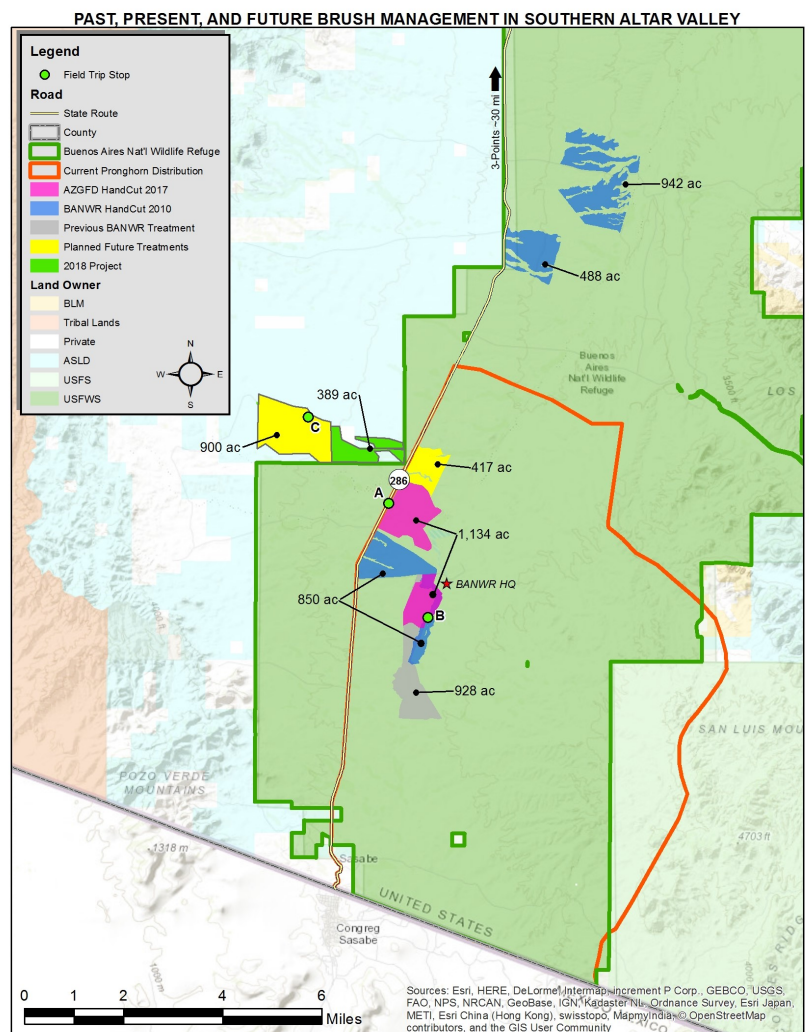 PAST, PRESENT, AND FUTURE BRUSH MANAGEMENT IN SOUTHERN ALTAR VALLEY
Legend
Field Trip Stop
Road
State Route
County
Buenos Aires Nat'l Wildlife Refuge
Current Pronghorn Distribution
AZGFD HandCut 2017
BANWR HandCut 2010
Previous BANWR Treatment
Planned Future Treatments
2018 Project
Land Owner
BLM
Tribal Lands
Private
ASLD
USFS
USFWS
N
W
E
S
3-Points ~30 mi
942 ac
488 ac
Buenos
Aires
Nat'l Wildlife
Refuge
3500 ft
LOS
389 ac
C
900 ac
417 ac
286
A
1,134 ac
BANWR HQ
850 ac
B
928 ac
SAN LUIS MOU
POZO VERDE
MOUNTAINS
1318 m
4703 ft
Sasabe
UNITED STATES
Congreg
Sasabe
1000 m
0 1 2 4 6
Miles
Sources: Esri, HERE, DeLorme, Intermap, increment P Corp., GEBCO, USGS,
FAO, NPS, NRCAN, GeoBase, IGN, Kadaster NL, Ordnance Survey, Esri Japan,
METI, Esri China (Hong Kong), swisstopo, MapmyIndia, © OpenStreetMap
contributors, and the GIS User Community